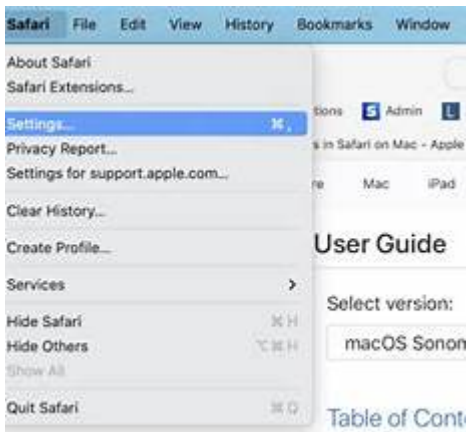 Safari File Edit View History Bookmarks Window
About Safari
Safari Extensions...
tions S Admin L
Settings... ⌘ ,
s in Safari on Mac - Apple
Privacy Report...
Settings for support.apple.com...
re Mac iPad
Clear History...
Create Profile...
User Guide
Services >
Select version:
Hide Safari ⌘ H
Hide Others ⌥ ⌘ H
macOS Sonom
Show All
Quit Safari ⌘ Q
Table of Conte